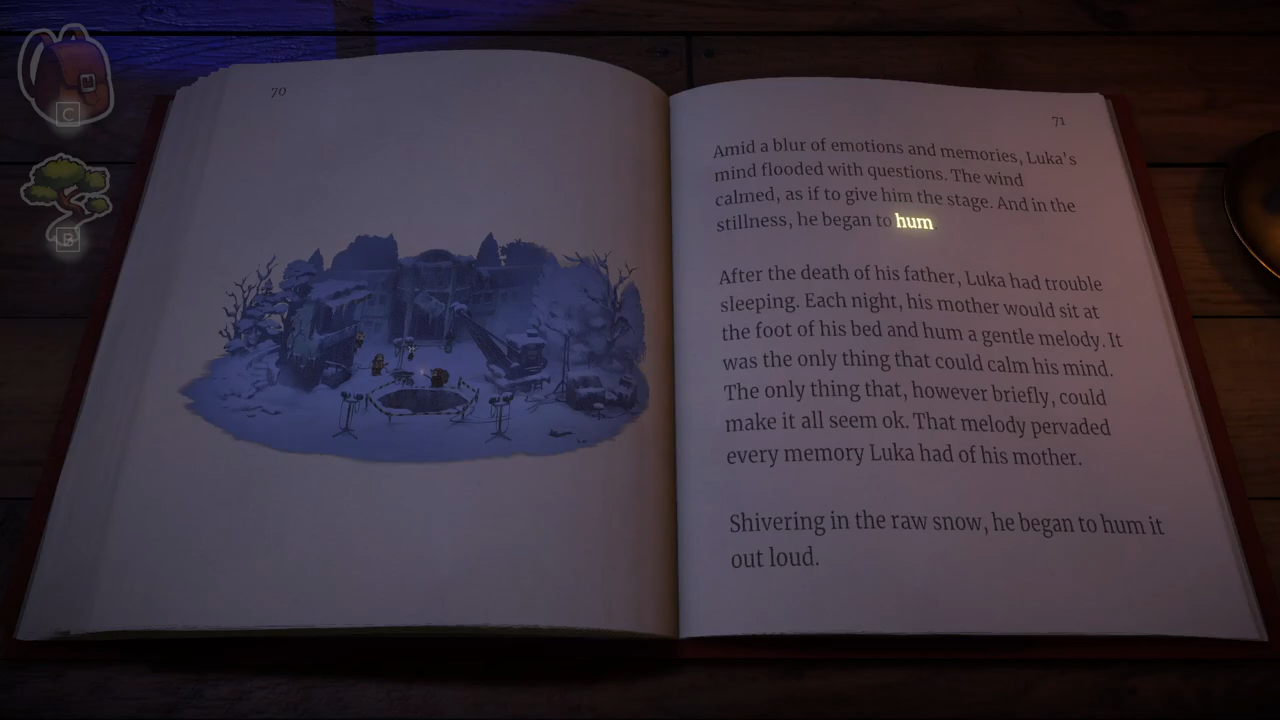 70
C
B
71
Amid a blur of emotions and memories, Luka's
mind flooded with questions. The wind
calmed, as if to give him the stage. And in the
stillness, he began to hum.
After the death of his father, Luka had trouble
sleeping. Each night, his mother would sit at
the foot of his bed and hum a gentle melody. It
was the only thing that could calm his mind.
The only thing that, however briefly, could
make it all seem ok. That melody pervaded
every memory Luka had of his mother.
Shivering in the raw snow, he began to hum it
out loud.